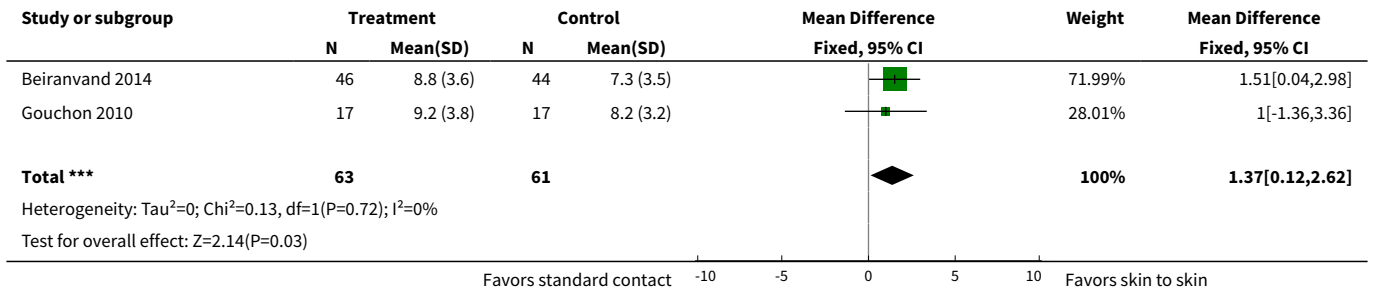 Study or subgroup Treatment Control Mean Difference Weight Mean Difference
N Mean(SD) N Mean(SD) Fixed, 95% CI Fixed, 95% CI
Beiranvand 2014 46 8.8 (3.6) 44 7.3 (3.5) 71.99% 1.51[0.04,2.98]
Gouchon 2010 17 9.2 (3.8) 17 8.2 (3.2) 28.01% 1[-1.36,3.36]
Total *** 63 61 100% 1.37[0.12,2.62]
Heterogeneity: Tau²=0; Chi²=0.13, df=1(P=0.72); I²=0%
Test for overall effect: Z=2.14(P=0.03)
Favors standard contact -10 -5 0 5 10 Favors skin to skin